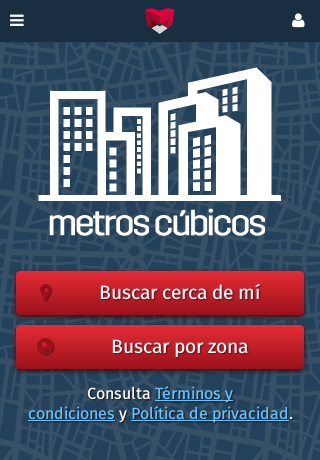 metros cúbicos
Buscar cerca de mí
Buscar por zona
Consulta Términos y
condiciones y Política de privacidad.